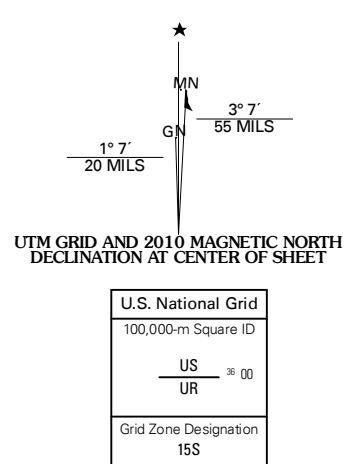 ★
MN
3° 7´
55 MILS
GN
1° 7´
20 MILS
UTM GRID AND 2010 MAGNETIC NORTH
DECLINATION AT CENTER OF SHEET
U.S. National Grid
100,000-m Square ID
US
36 00
UR
Grid Zone Designation
15S